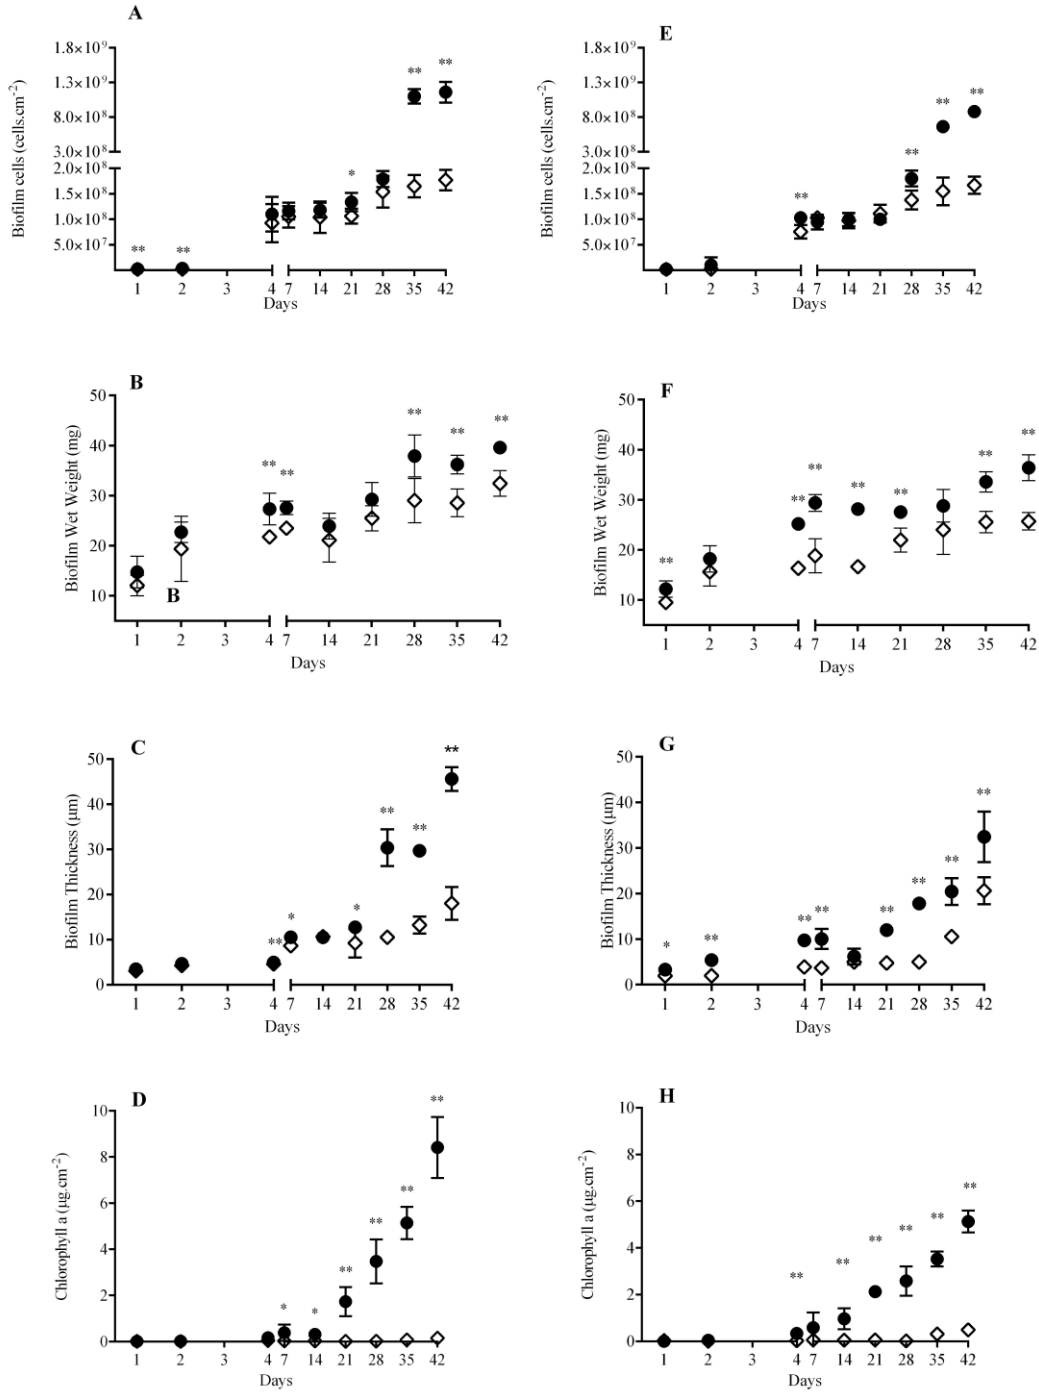 A
Biofilm cells (cells.cm⁻²)
1.8×10⁹
1.3×10⁹
8.0×10⁸
3.0×10⁸
2.0×10⁸
1.5×10⁸
1.0×10⁸
5.0×10⁷
** ** * ** **
1 2 3 4 7 14 21 28 35 42
Days
E
Biofilm cells (cells.cm⁻²)
1.8×10⁹
1.3×10⁹
8.0×10⁸
3.0×10⁸
2.0×10⁸
1.5×10⁸
1.0×10⁸
5.0×10⁷
** ** ** **
1 2 3 4 7 14 21 28 35 42
Days
B
Biofilm Wet Weight (mg)
50
40
30
20
10
** ** ** ** **
B
1 2 3 4 7 14 21 28 35 42
Days
F
Biofilm Wet Weight (mg)
50
40
30
20
10
** ** ** ** ** ** **
1 2 3 4 7 14 21 28 35 42
Days
C
Biofilm Thickness (µm)
50
40
30
20
10
0
** * * ** ** **
1 2 3 4 7 14 21 28 35 42
Days
G
Biofilm Thickness (µm)
50
40
30
20
10
0
* ** ** ** ** ** ** **
1 2 3 4 7 14 21 28 35 42
Days
D
Chlorophyll a (µg.cm⁻²)
10
8
6
4
2
0
* * ** ** ** **
1 2 3 4 7 14 21 28 35 42
Days
H
Chlorophyll a (µg.cm⁻²)
10
8
6
4
2
0
** ** ** ** ** **
1 2 3 4 7 14 21 28 35 42
Days